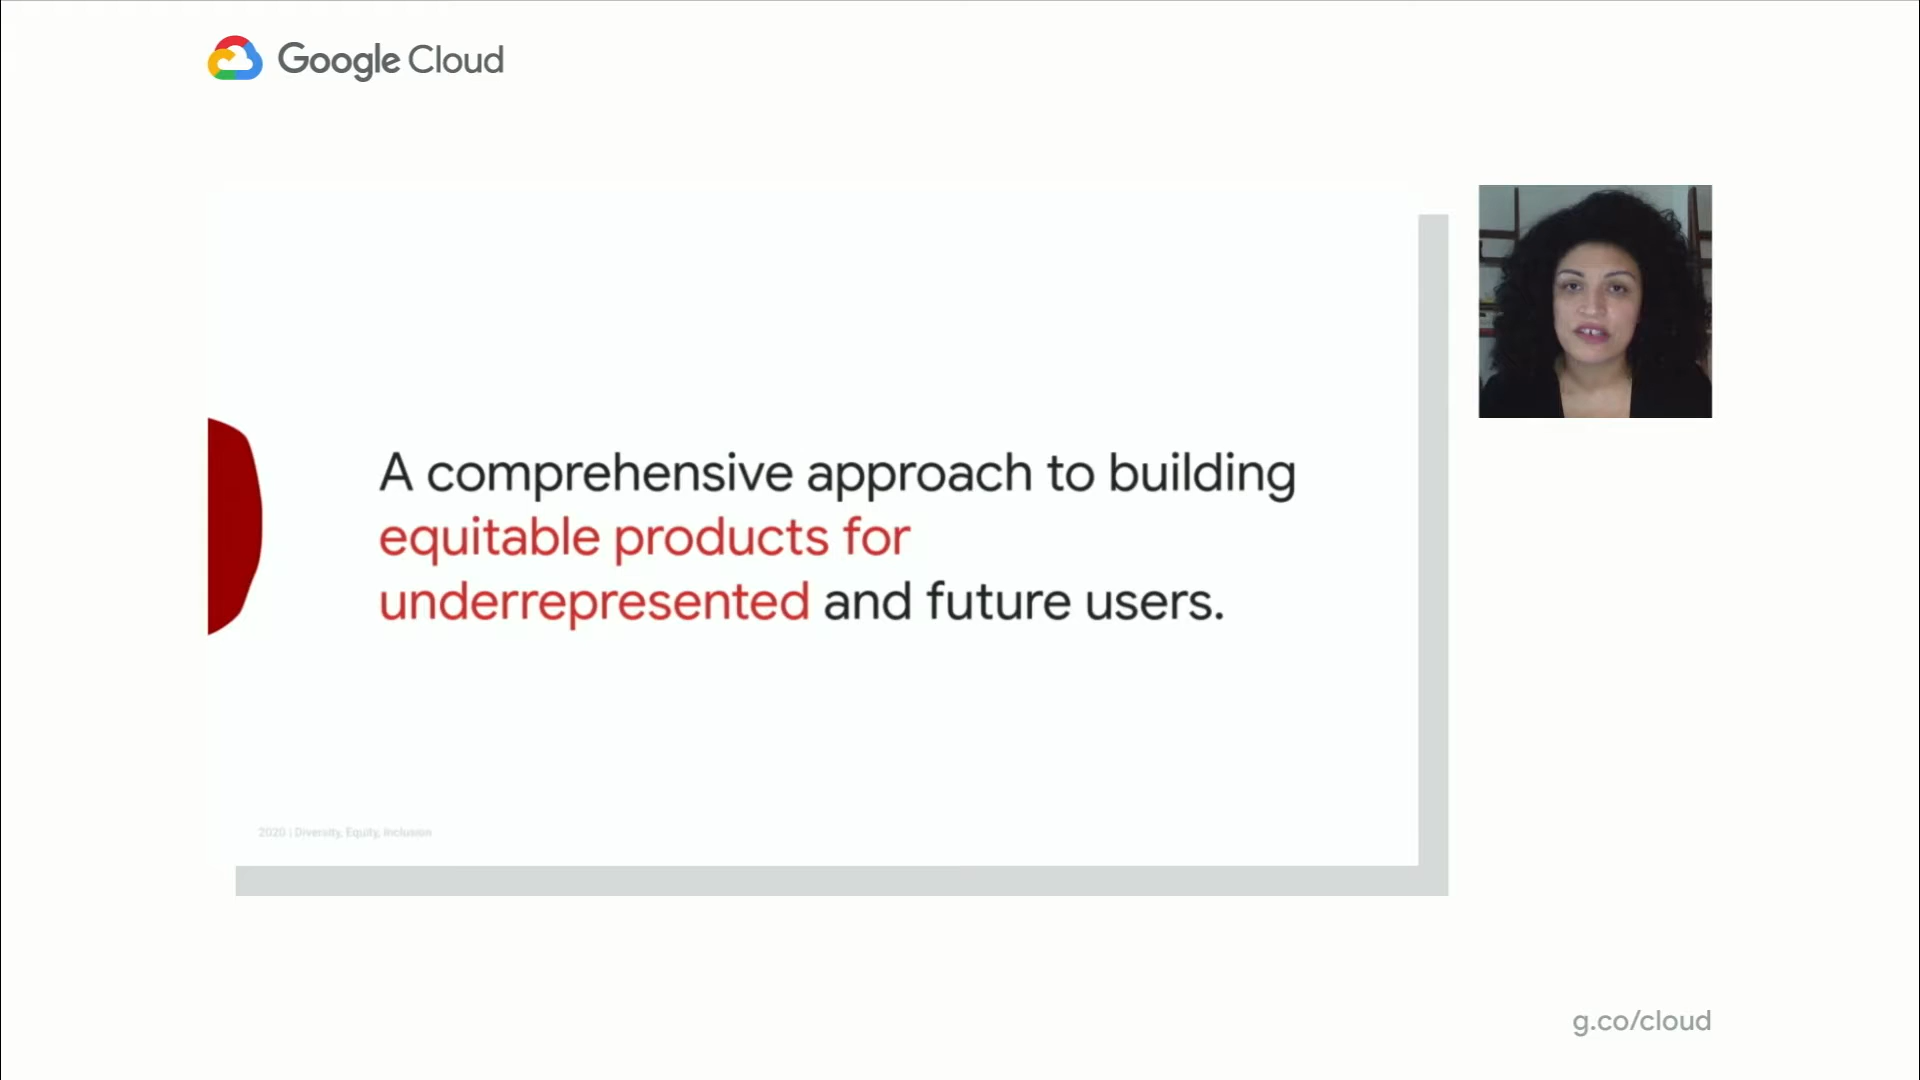 Google Cloud
A comprehensive approach to building
equitable products for
underrepresented and future users.
2020 | Diversity, Equity, Inclusion
g.co/cloud